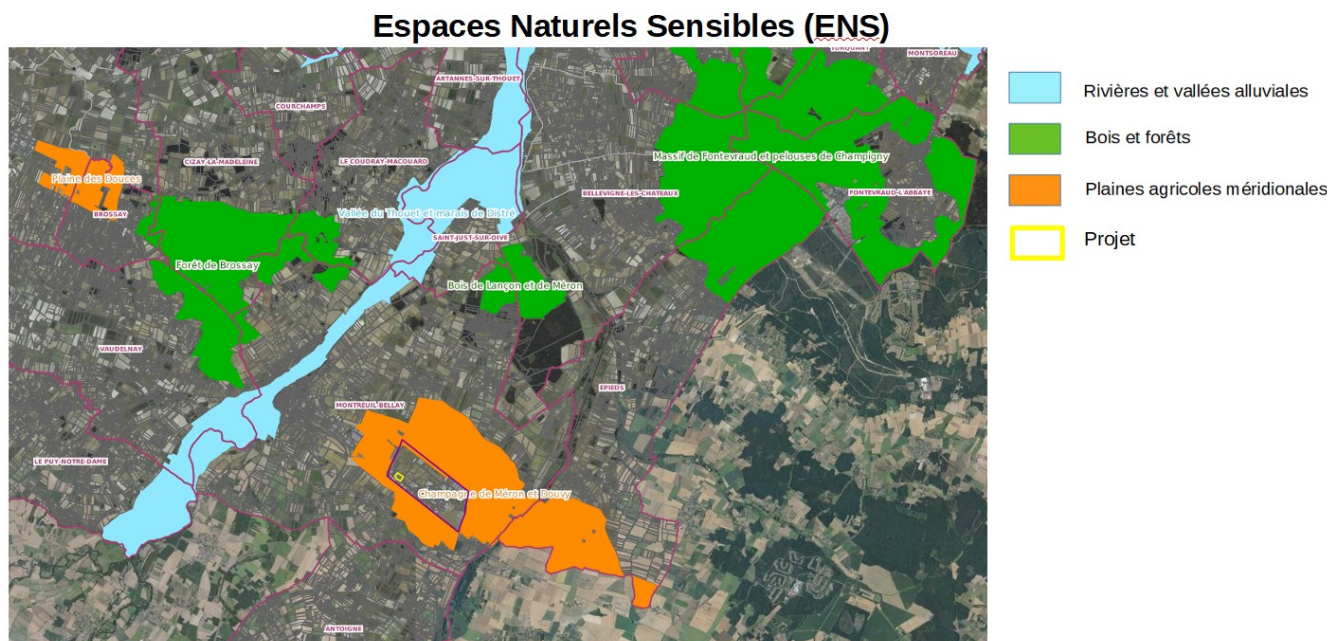 Espaces Naturels Sensibles (ENS)
TURQUANT
MONTSOREAU
ARTANNES-SUR-THOUET
COURCHAMPS
CIZAY-LA-MADELEINE
LE COUDRAY-MACOUARD
Massif de Fontevraud et pelouses de Champigny
Plaine des Douces
BELLEVIGNE-LES-CHATEAUX
FONTEVRAUD-L'ABBAYE
BROSSAY
Vallée du Thouet et marais de Distré
SAINT-JUST-SUR-DIVE
Forêt de Brossay
Bois de Lançon et de Méron
VAUDELNAY
EPIEDS
MONTREUIL-BELLAY
LE PUY-NOTRE-DAME
Champagne de Méron et Douvy
ANTOIGNE
Rivières et vallées alluviales
Bois et forêts
Plaines agricoles méridionales
Projet